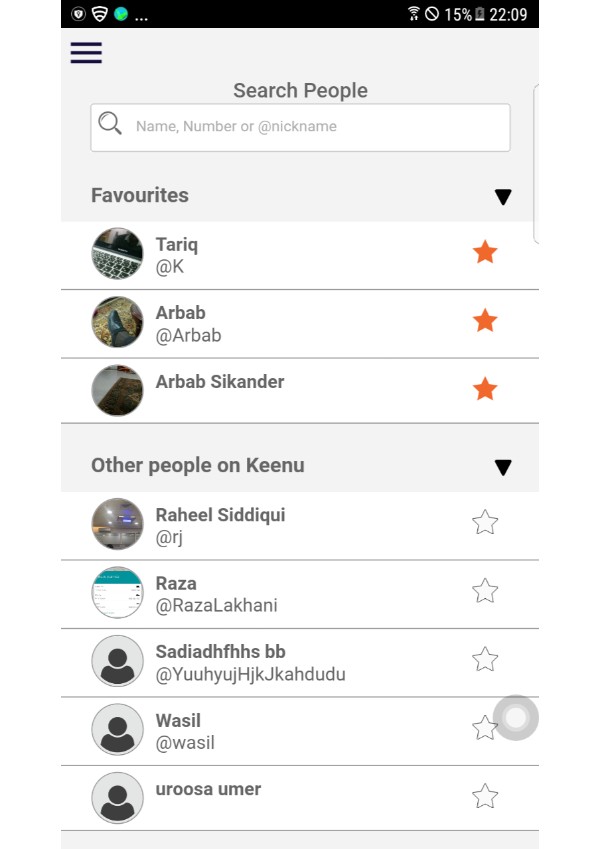 ... 15% 22:09
Search People
Name, Number or @nickname
Favourites
Tariq
@K
Arbab
@Arbab
Arbab Sikander
Other people on Keenu
Raheel Siddiqui
@rj
Raza
@RazaLakhani
Sadiadhfhhs bb
@YuuhyujHjkJkahdudu
Wasil
@wasil
uroosa umer